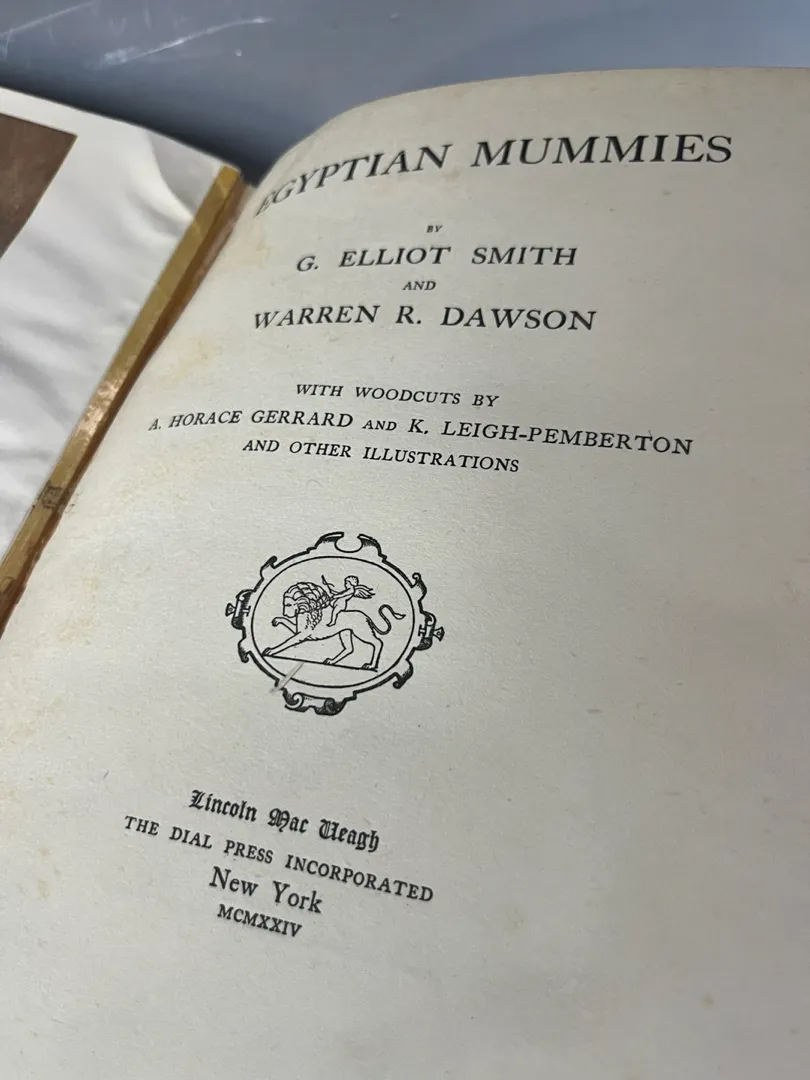 EGYPTIAN MUMMIES
BY
G. ELLIOT SMITH
AND
WARREN R. DAWSON
WITH WOODCUTS BY
A. HORACE GERRARD AND K. LEIGH-PEMBERTON
AND OTHER ILLUSTRATIONS
Lincoln Mac Veagh
THE DIAL PRESS INCORPORATED
New York
MCMXXIV